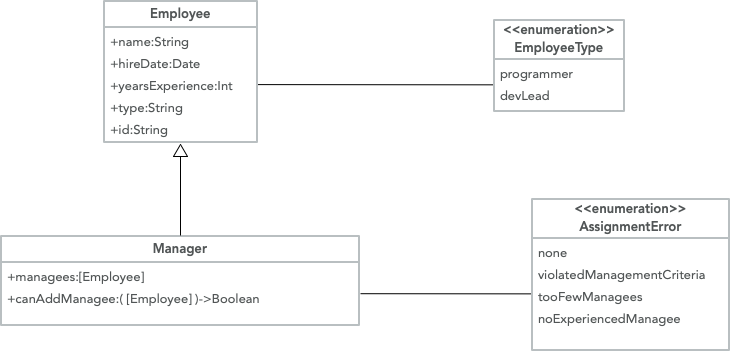 Employee
+name:String
+hireDate:Date
+yearsExperience:Int
+type:String
+id:String
<<enumeration>>
EmployeeType
programmer
devLead
Manager
+managees:[Employee]
+canAddManagee:( [Employee] )->Boolean
<<enumeration>>
AssignmentError
none
violatedManagementCriteria
tooFewManagees
noExperiencedManagee